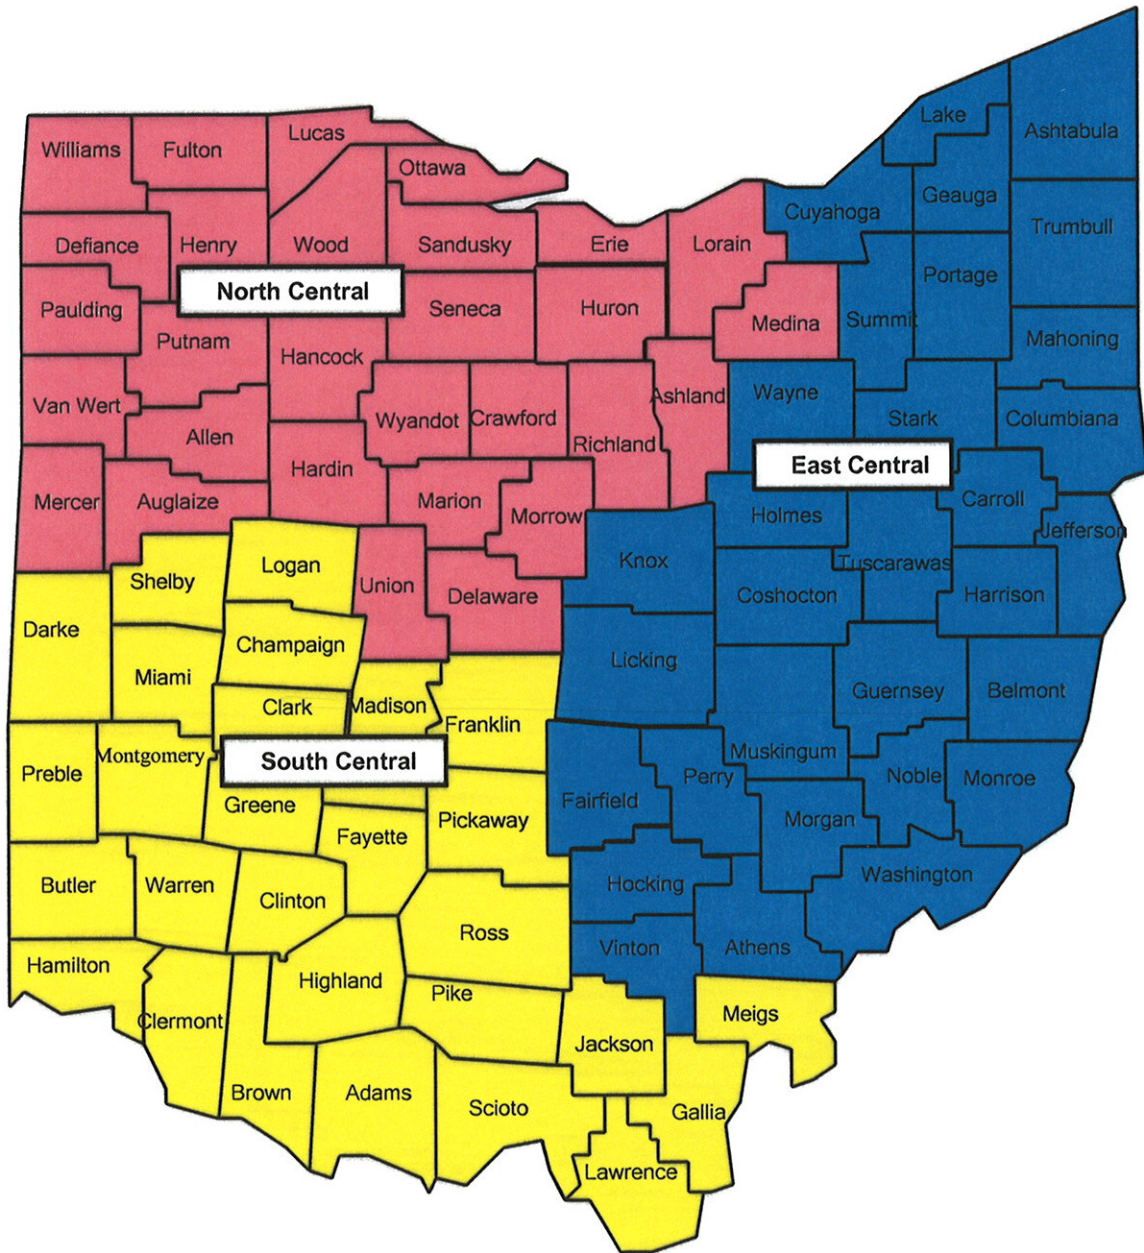 Lake
Ashtabula
Lucas
Williams
Fulton
Ottawa
Geauga
Cuyahoga
Trumbull
Defiance
Henry
Wood
Sandusky
Erie
Lorain
Portage
North Central
Paulding
Seneca
Huron
Medina
Summit
Mahoning
Putnam
Hancock
Wayne
Van Wert
Ashland
Wyandot
Crawford
Stark
Columbiana
Allen
Richland
Hardin
East Central
Mercer
Auglaize
Marion
Morrow
Carroll
Holmes
Jefferson
Logan
Knox
Tuscarawas
Shelby
Union
Delaware
Coshocton
Harrison
Darke
Champaign
Licking
Miami
Guernsey
Belmont
Clark
Madison
Franklin
Muskingum
Montgomery
South Central
Preble
Perry
Noble
Monroe
Greene
Fairfield
Fayette
Pickaway
Morgan
Butler
Warren
Hocking
Washington
Clinton
Ross
Vinton
Athens
Hamilton
Highland
Pike
Meigs
Clermont
Jackson
Brown
Adams
Scioto
Gallia
Lawrence